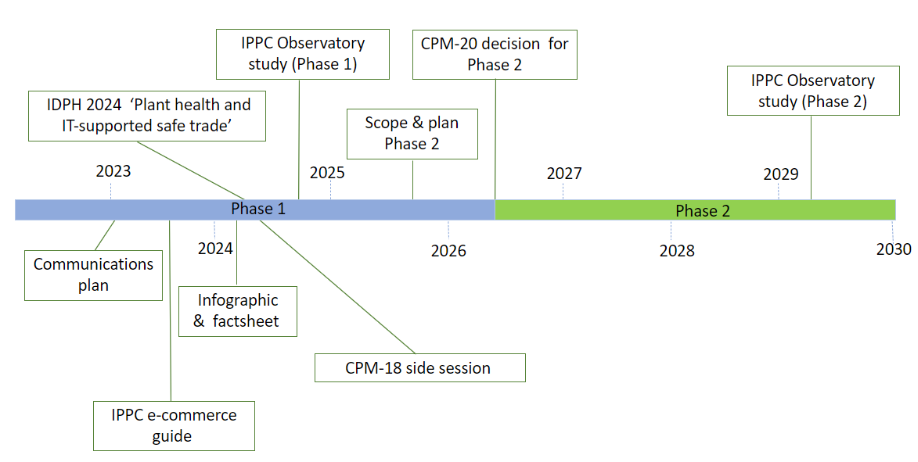 IPPC Observatory
study (Phase 1)
CPM-20 decision for
Phase 2
IPPC Observatory
study (Phase 2)
IDPH 2024 ‘Plant health and
IT-supported safe trade’
Scope & plan
Phase 2
2023
2025
2027
2029
Phase 1
Phase 2
2024
2026
2028
2030
Communications
plan
Infographic
& factsheet
CPM-18 side session
IPPC e-commerce
guide